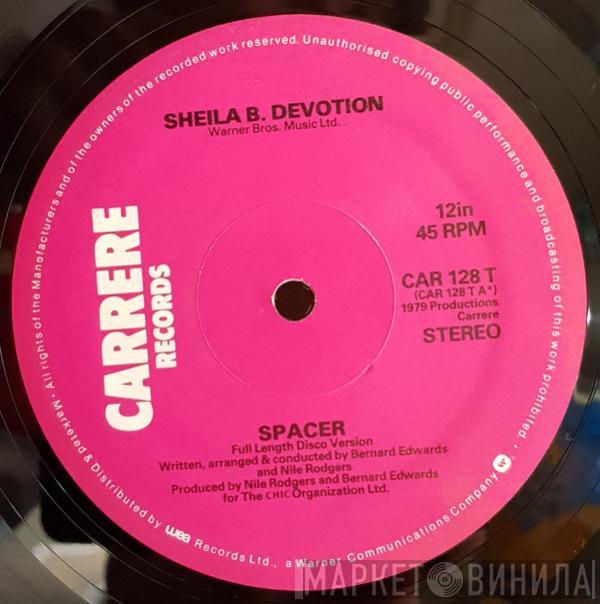 • All rights of the Manufacturers and of the owners of the recorded work reserved. Unauthorised copying public performance and broadcasting of this work prohibited. •
SHEILA B. DEVOTION
Warner Bros. Music Ltd.
12in
45 RPM
CARRERE
RECORDS
CAR 128 T
(CAR 128 T A*)
1979 Productions
Carrere
STEREO
SPACER
Full Length Disco Version
Written, arranged & conducted by Bernard Edwards
and Nile Rodgers
Produced by Nile Rodgers and Bernard Edwards
for The CHIC Organization Ltd.
Marketed & Distributed by wea Records Ltd., a Warner Communications Company W
МАРКЕТ ВИНИЛА